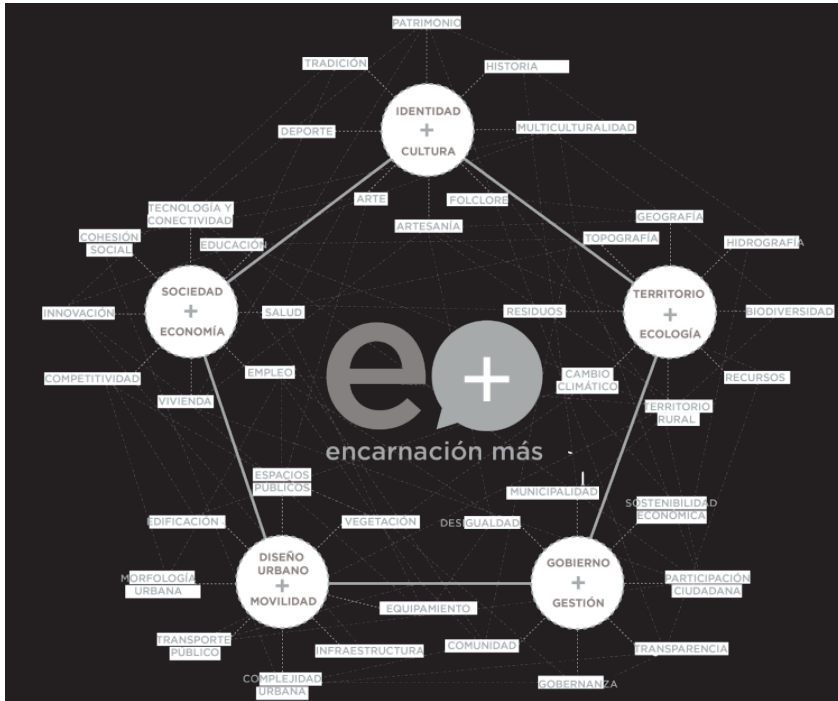 PATRIMONIO
TRADICIÓN
HISTORIA
IDENTIDAD
+
CULTURA
DEPORTE
MULTICULTURALIDAD
ARTE
FOLCLORE
ARTESANÍA
TECNOLOGÍA Y
CONECTIVIDAD
COHESIÓN
SOCIAL
EDUCACIÓN
SOCIEDAD
+
ECONOMÍA
INNOVACIÓN
SALUD
COMPETITIVIDAD
EMPLEO
VIVIENDA
GEOGRAFÍA
TOPOGRAFÍA
HIDROGRAFÍA
TERRITORIO
+
ECOLOGÍA
RESIDUOS
BIODIVERSIDAD
CAMBIO
CLIMÁTICO
RECURSOS
TERRITORIO
RURAL
e+
encarnación más
ESPACIOS
PÚBLICOS
EDIFICACIÓN
VEGETACIÓN
DISEÑO
URBANO
+
MOVILIDAD
MORFOLOGÍA
URBANA
EQUIPAMIENTO
TRANSPORTE
PÚBLICO
INFRAESTRUCTURA
COMPLEJIDAD
URBANA
MUNICIPALIDAD
DESIGUALDAD
SOSTENIBILIDAD
ECONÓMICA
GOBIERNO
+
GESTIÓN
PARTICIPACIÓN
CIUDADANA
COMUNIDAD
TRANSPARENCIA
GOBERNANZA